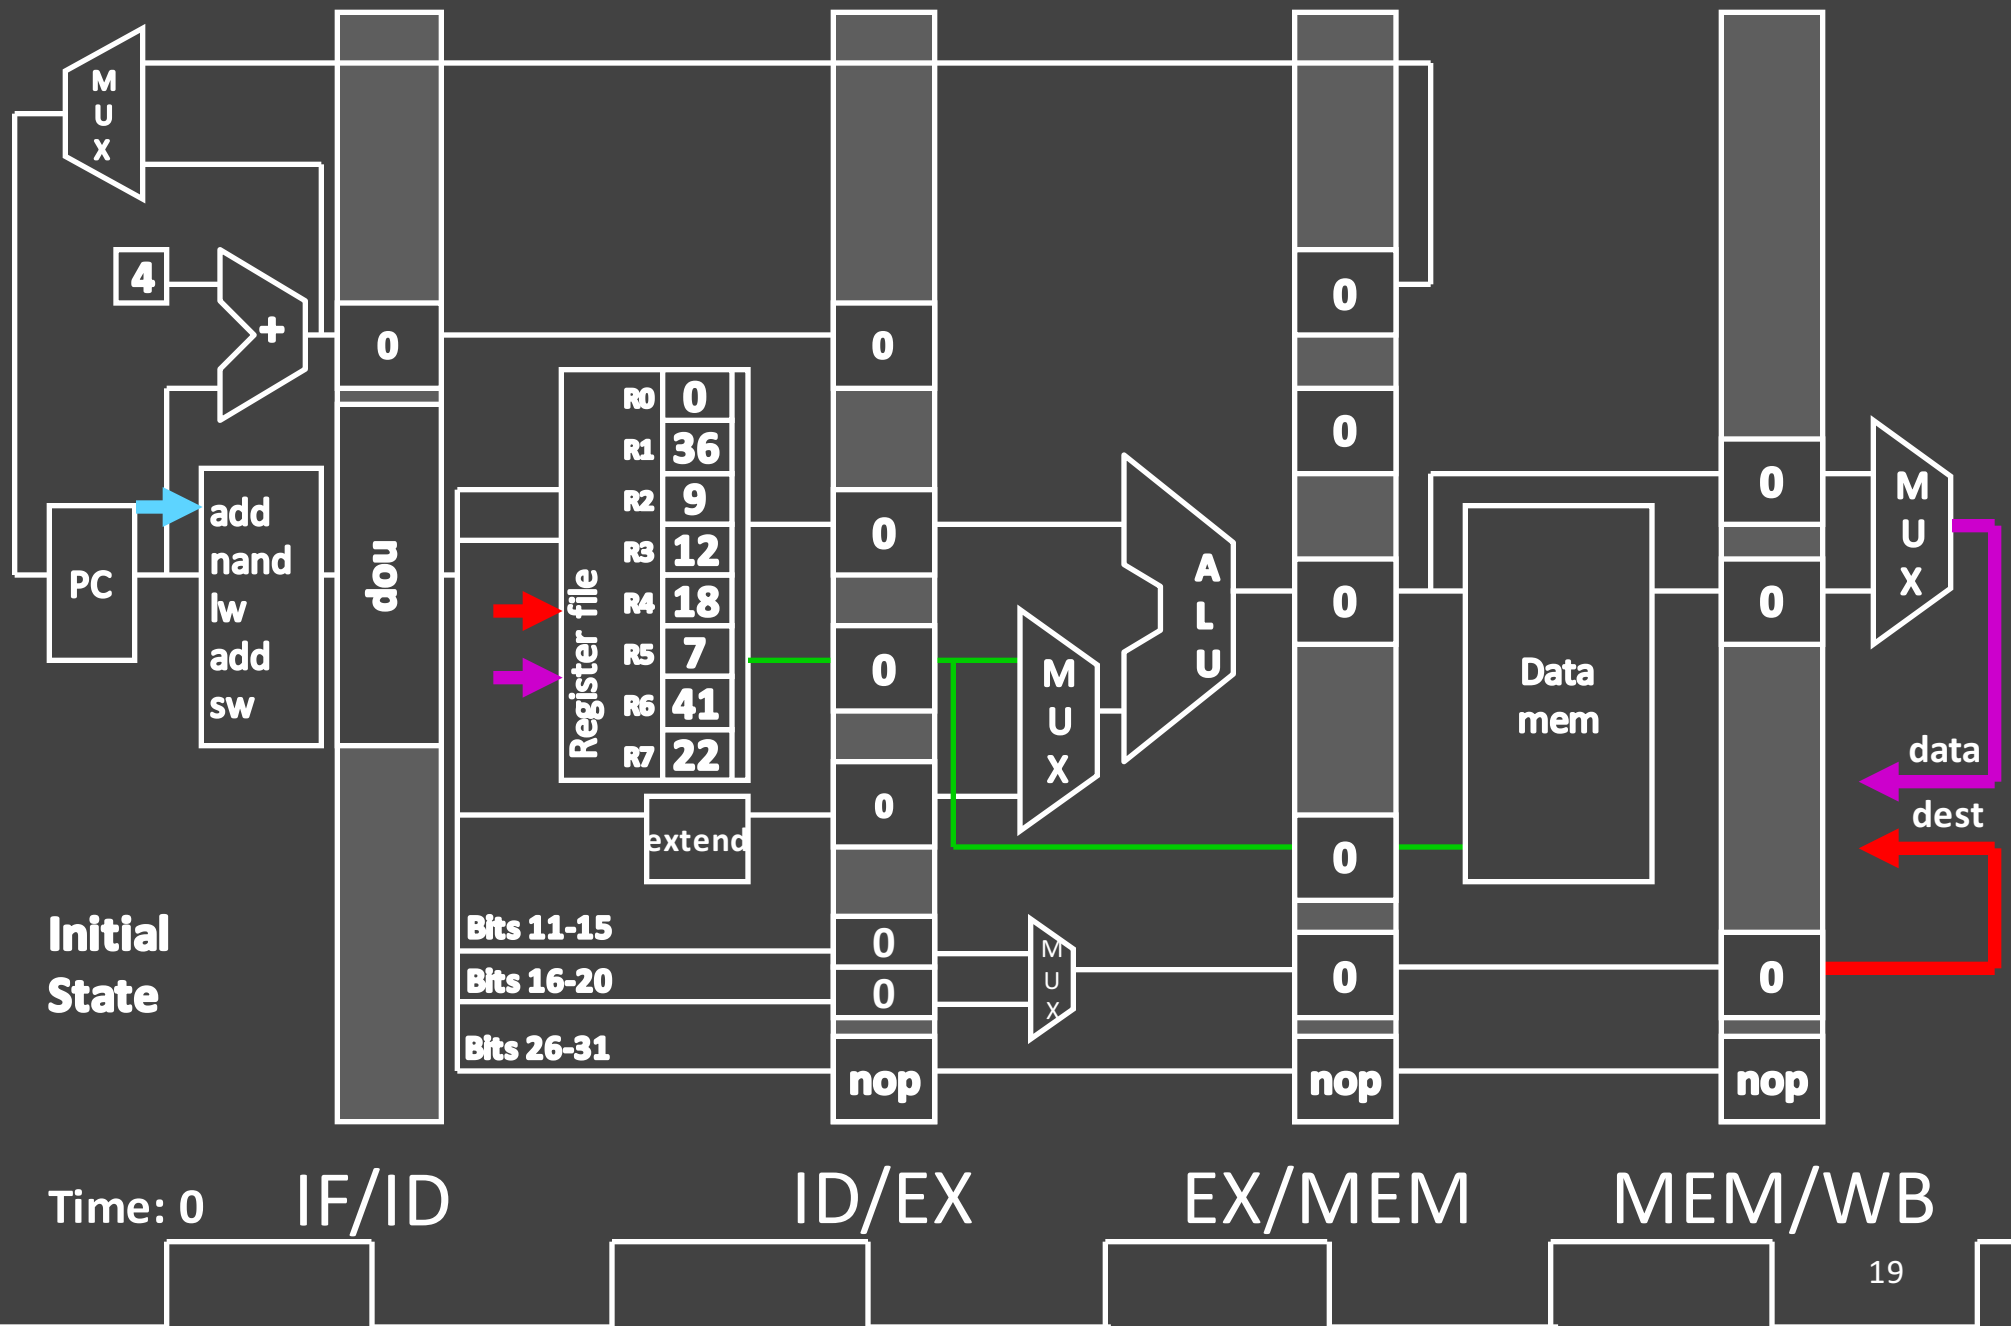 M
U
X
4
+
PC
add
nand
lw
add
sw
0
nop
Register file
R0 0
R1 36
R2 9
R3 12
R4 18
R5 7
R6 41
R7 22
extend
Bits 11-15
Bits 16-20
Bits 26-31
0
0
0
0
0
0
nop
M
U
X
A
L
U
M
U
X
0
0
0
0
0
nop
Data
mem
0
0
0
nop
M
U
X
data
dest
Initial
State
Time: 0
IF/ID
ID/EX
EX/MEM
MEM/WB
19